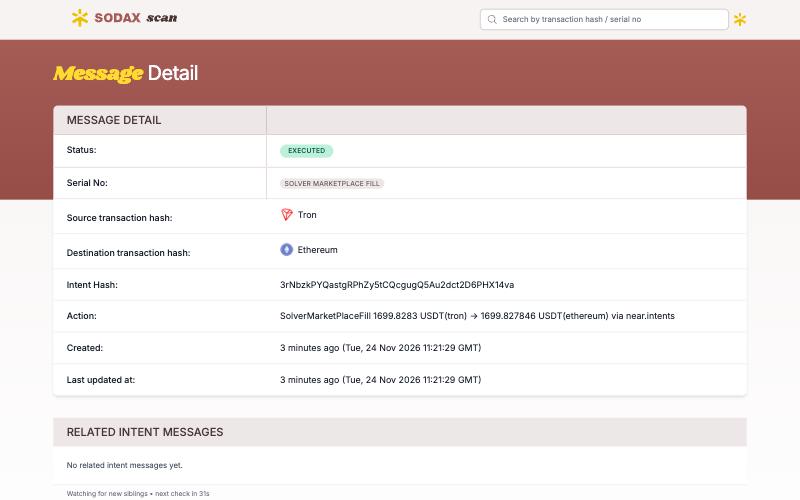 SODAX scan
Search by transaction hash / serial no
Message Detail
MESSAGE DETAIL
Status: EXECUTED
Serial No: SOLVER MARKETPLACE FILL
Source transaction hash: Tron
Destination transaction hash: Ethereum
Intent Hash: 3rNbzkPYQastgRPhZy5tCQcgugQ5Au2dct2D6PHX14va
Action: SolverMarketPlaceFill 1699.8283 USDT(tron) → 1699.827846 USDT(ethereum) via near.intents
Created: 3 minutes ago (Tue, 24 Nov 2026 11:21:29 GMT)
Last updated at: 3 minutes ago (Tue, 24 Nov 2026 11:21:29 GMT)
RELATED INTENT MESSAGES
No related intent messages yet.
Watching for new siblings • next check in 31s